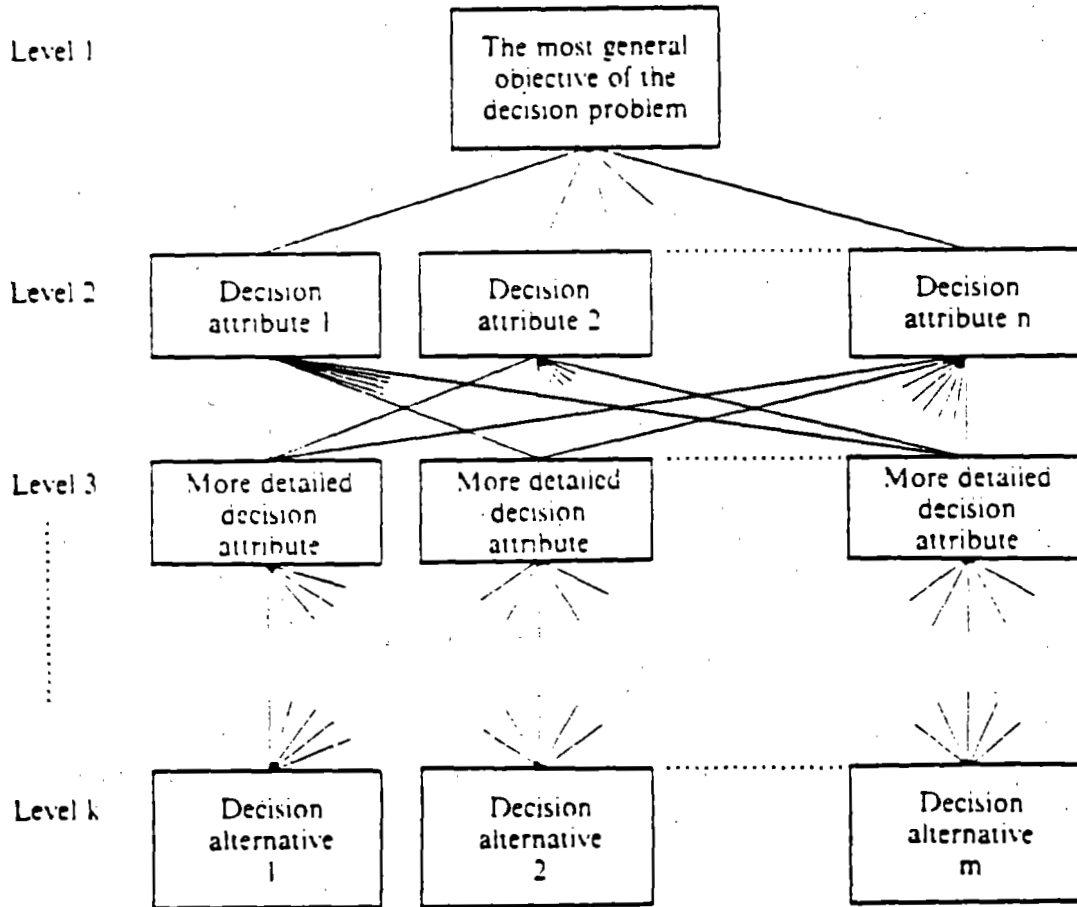 Level 1
The most general
objective of the
decision problem
Level 2
Decision
attribute 1
Decision
attribute 2
Decision
attribute n
Level 3
More detailed
decision
attribute
More detailed
decision
attribute
More detailed
decision
attribute
Level k
Decision
alternative
1
Decision
alternative
2
Decision
alternative
m